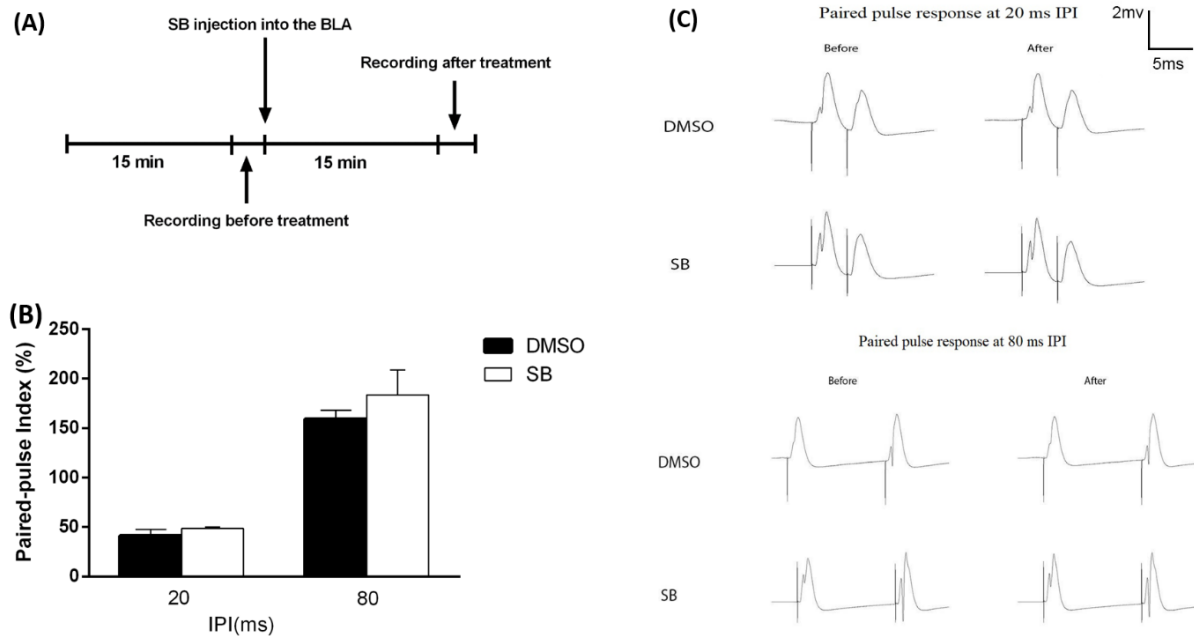 (A)
SB injection into the BLA
Recording after treatment
15 min
15 min
Recording before treatment
(B)
250
200
150
100
50
0
Paired-pulse Index (%)
DMSO
SB
20
80
IPI(ms)
(C)
Paired pulse response at 20 ms IPI
2mv
5ms
Before
After
DMSO
SB
Paired pulse response at 80 ms IPI
Before
After
DMSO
SB